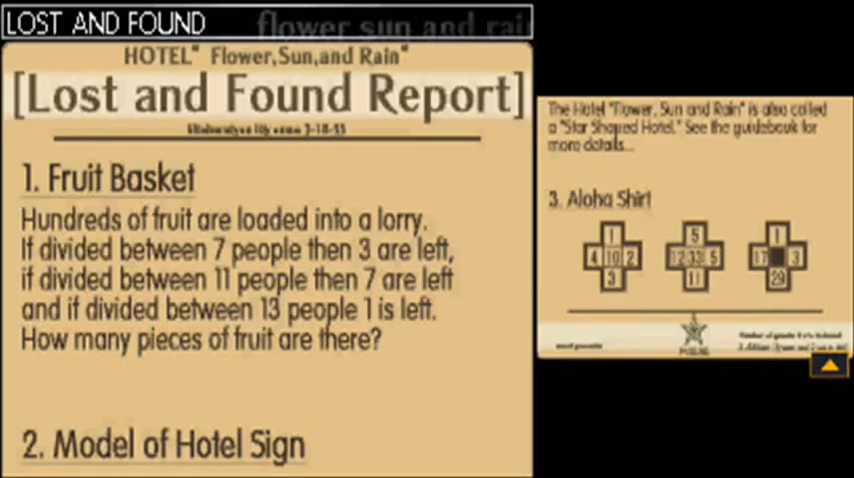 LOST AND FOUND
flower sun and rai
HOTEL" Flower,Sun,and Rain"
[Lost and Found Report]
1. Fruit Basket
Hundreds of fruit are loaded into a lorry.
If divided between 7 people then 3 are left,
if divided between 11 people then 7 are left
and if divided between 13 people 1 is left.
How many pieces of fruit are there?
2. Model of Hotel Sign
The Hotel "Flower, Sun and Rain" is also called
a "Star Shaped Hotel." See the guidebook for
more details...
3. Aloha Shirt
1 5 1
4 10 2 12 33 5 17 3
3 11 29